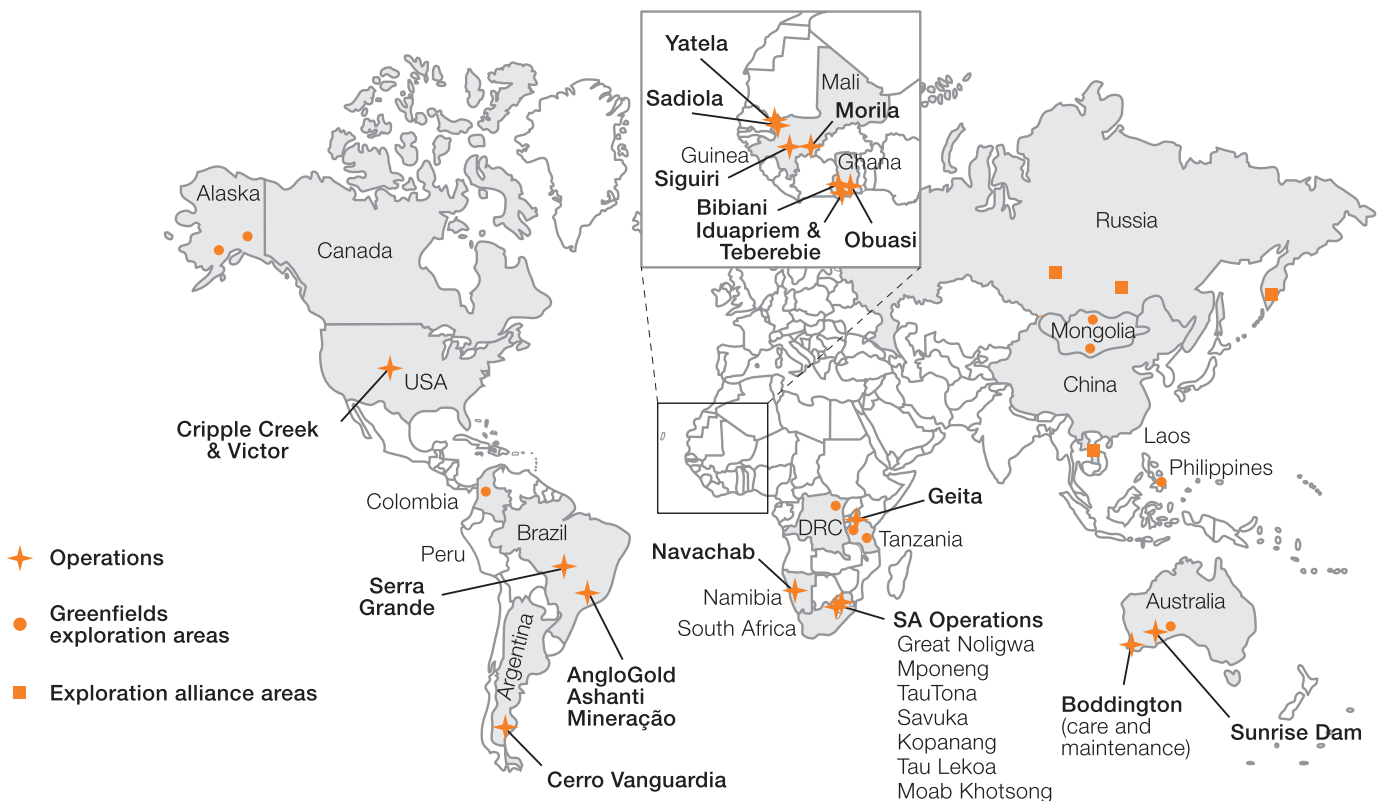 Yatela
Mali
Sadiola
Morila
Guinea
Ghana
Siguiri
Bibiani
Iduapriem &
Teberebie
Obuasi
Alaska
Canada
Russia
Mongolia
USA
China
Cripple Creek
& Victor
Laos
Philippines
Colombia
Geita
Brazil
DRC
Tanzania
Peru
Navachab
Operations
Serra
Grande
Namibia
South Africa
Greenfields
exploration areas
Argentina
SA Operations
Great Noligwa
Mponeng
TauTona
Savuka
Kopanang
Tau Lekoa
Moab Khotsong
Australia
AngloGold
Ashanti
Mineração
Exploration alliance areas
Boddington
(care and
maintenance)
Sunrise Dam
Cerro Vanguardia